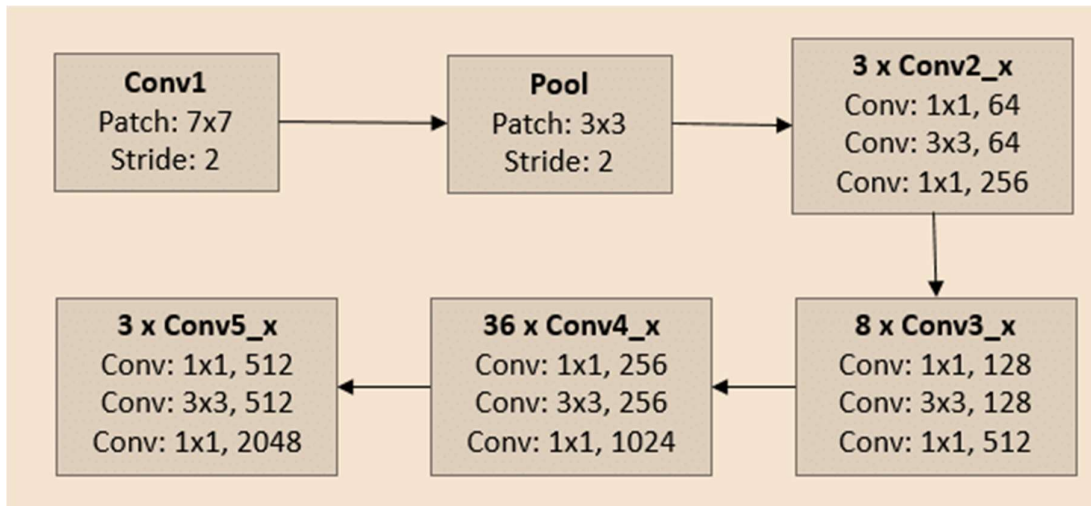 Conv1
Patch: 7x7
Stride: 2
Pool
Patch: 3x3
Stride: 2
3 x Conv2_x
Conv: 1x1, 64
Conv: 3x3, 64
Conv: 1x1, 256
8 x Conv3_x
Conv: 1x1, 128
Conv: 3x3, 128
Conv: 1x1, 512
36 x Conv4_x
Conv: 1x1, 256
Conv: 3x3, 256
Conv: 1x1, 1024
3 x Conv5_x
Conv: 1x1, 512
Conv: 3x3, 512
Conv: 1x1, 2048